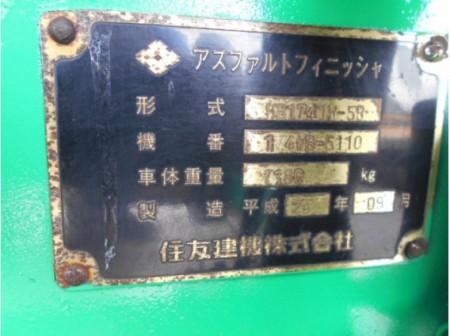 アスファルトフィニッシャ
形式
機番 5110
車体重量 kg
製造 平成 年 09 月
住友建機株式会社